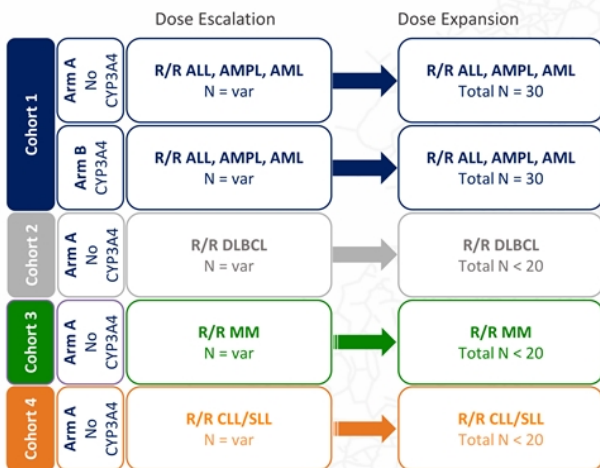 Dose Escalation
Dose Expansion
Cohort 1
Arm A
No
CYP3A4
R/R ALL, AMPL, AML
N = var
R/R ALL, AMPL, AML
Total N = 30
Arm B
CYP3A4
R/R ALL, AMPL, AML
N = var
R/R ALL, AMPL, AML
Total N = 30
Cohort 2
Arm A
No
CYP3A4
R/R DLBCL
N = var
R/R DLBCL
Total N < 20
Cohort 3
Arm A
No
CYP3A4
R/R MM
N = var
R/R MM
Total N < 20
Cohort 4
Arm A
No
CYP3A4
R/R CLL/SLL
N = var
R/R CLL/SLL
Total N < 20